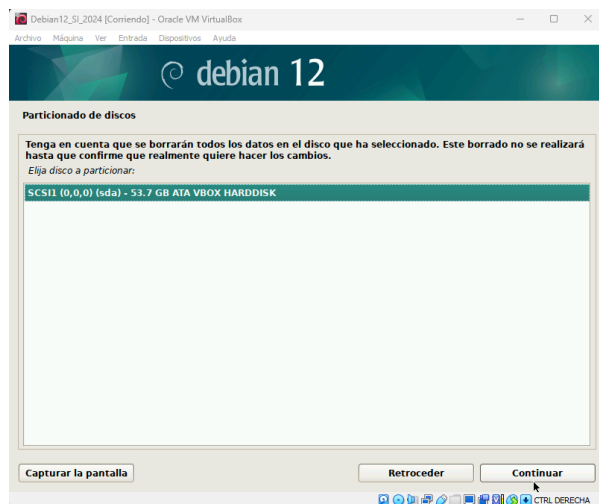 Debian12_SI_2024 [Corriendo] - Oracle VM VirtualBox
Archivo Máquina Ver Entrada Dispositivos Ayuda
debian 12
Particionado de discos
Tenga en cuenta que se borrarán todos los datos en el disco que ha seleccionado. Este borrado no se realizará
hasta que confirme que realmente quiere hacer los cambios.
Elija disco a particionar:
SCSI1 (0,0,0) (sda) - 53.7 GB ATA VBOX HARDDISK
Capturar la pantalla
Retroceder
Continuar
CTRL DERECHA